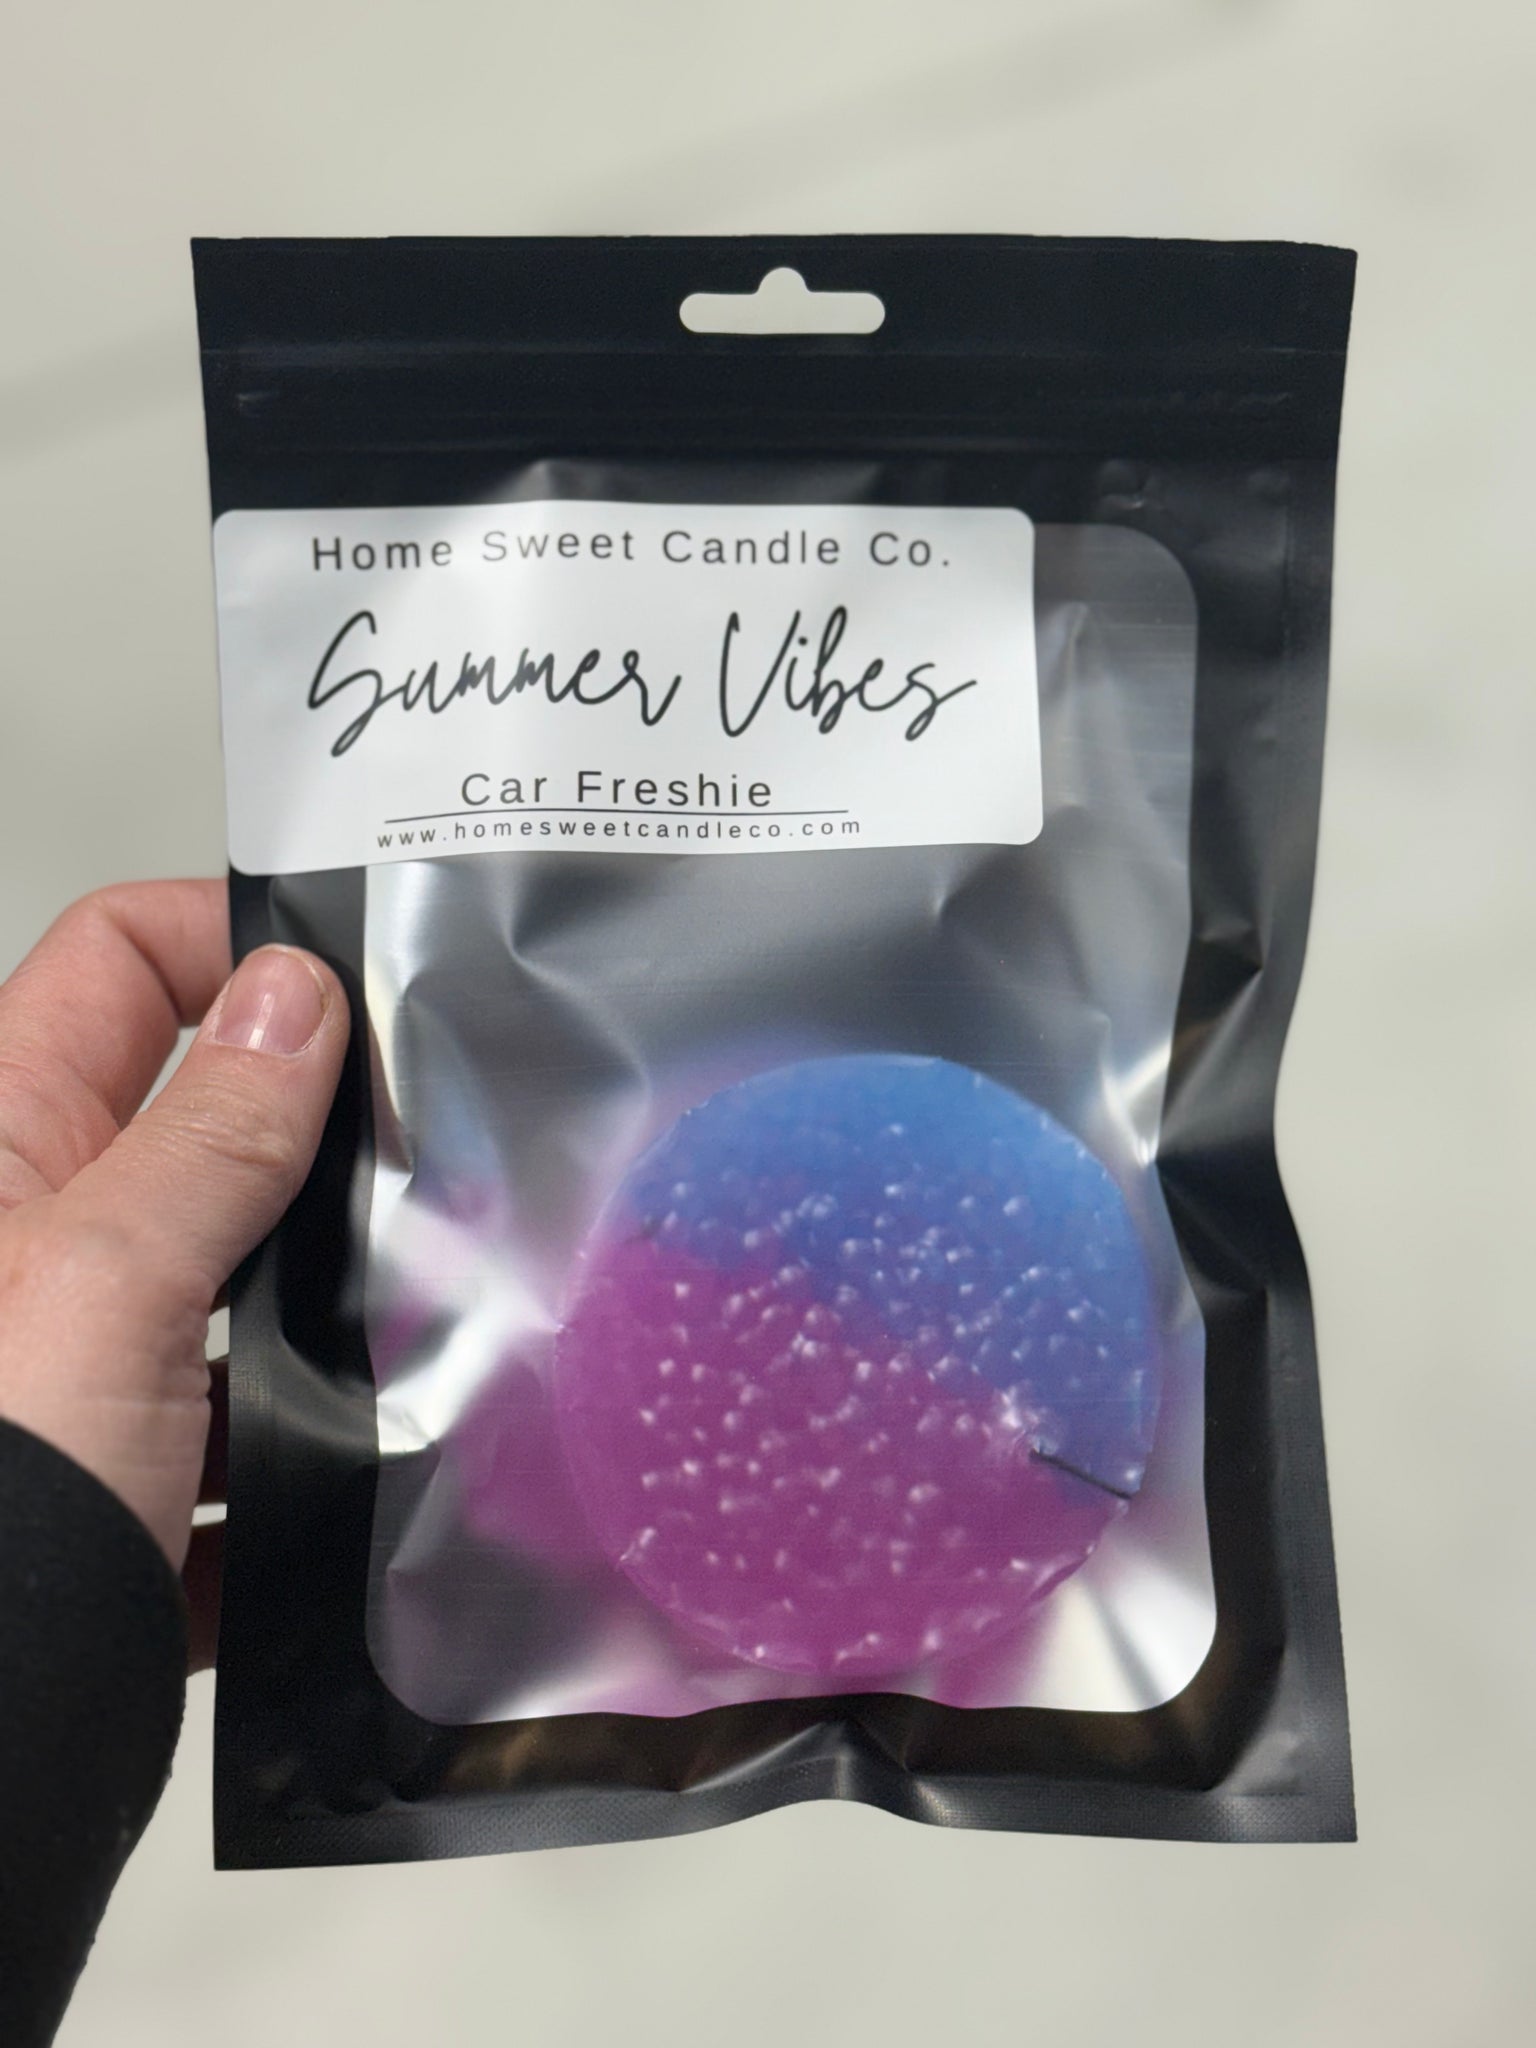 Home Sweet Candle Co.
Summer Vibes
Car Freshie
www.homesweetcandleco.com